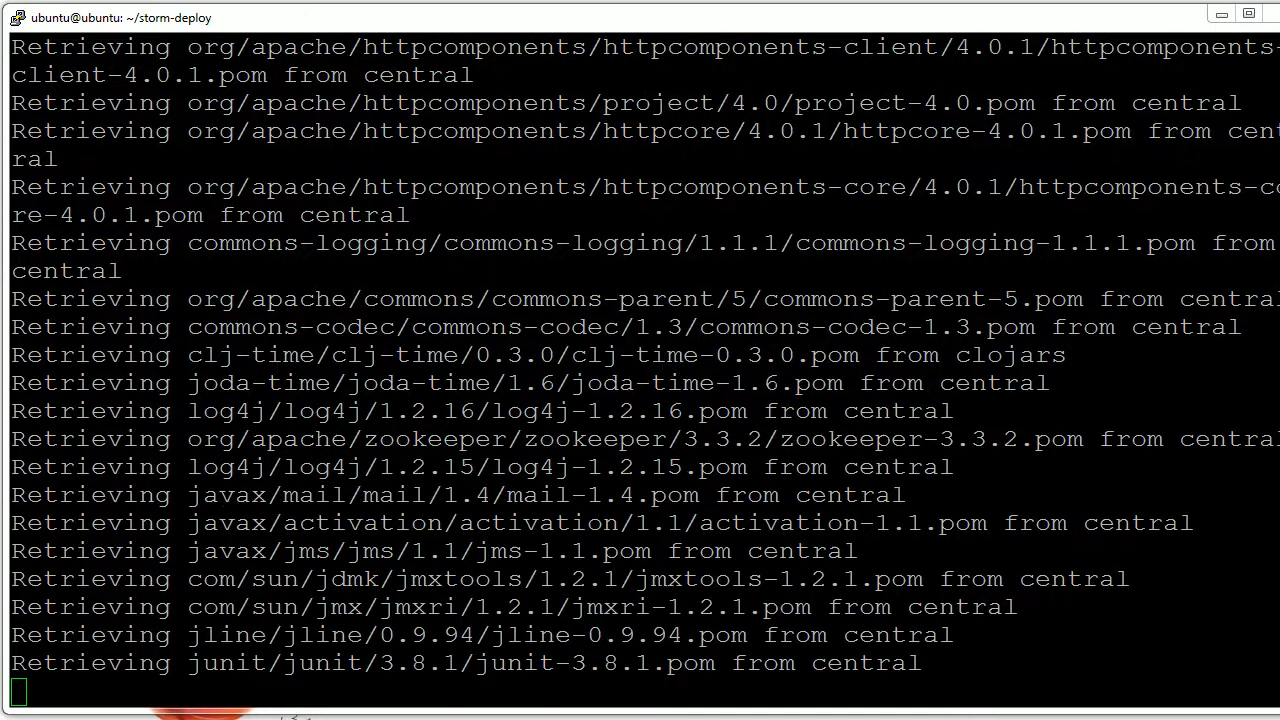 ubuntu@ubuntu: ~/storm-deploy
Retrieving org/apache/httpcomponents/httpcomponents-client/4.0.1/httpcomponents-
client-4.0.1.pom from central
Retrieving org/apache/httpcomponents/project/4.0/project-4.0.pom from central
Retrieving org/apache/httpcomponents/httpcore/4.0.1/httpcore-4.0.1.pom from cent
ral
Retrieving org/apache/httpcomponents/httpcomponents-core/4.0.1/httpcomponents-co
re-4.0.1.pom from central
Retrieving commons-logging/commons-logging/1.1.1/commons-logging-1.1.1.pom from
central
Retrieving org/apache/commons/commons-parent/5/commons-parent-5.pom from central
Retrieving commons-codec/commons-codec/1.3/commons-codec-1.3.pom from central
Retrieving clj-time/clj-time/0.3.0/clj-time-0.3.0.pom from clojars
Retrieving joda-time/joda-time/1.6/joda-time-1.6.pom from central
Retrieving log4j/log4j/1.2.16/log4j-1.2.16.pom from central
Retrieving org/apache/zookeeper/zookeeper/3.3.2/zookeeper-3.3.2.pom from central
Retrieving log4j/log4j/1.2.15/log4j-1.2.15.pom from central
Retrieving javax/mail/mail/1.4/mail-1.4.pom from central
Retrieving javax/activation/activation/1.1/activation-1.1.pom from central
Retrieving javax/jms/jms/1.1/jms-1.1.pom from central
Retrieving com/sun/jdmk/jmxtools/1.2.1/jmxtools-1.2.1.pom from central
Retrieving com/sun/jmx/jmxri/1.2.1/jmxri-1.2.1.pom from central
Retrieving jline/jline/0.9.94/jline-0.9.94.pom from central
Retrieving junit/junit/3.8.1/junit-3.8.1.pom from central